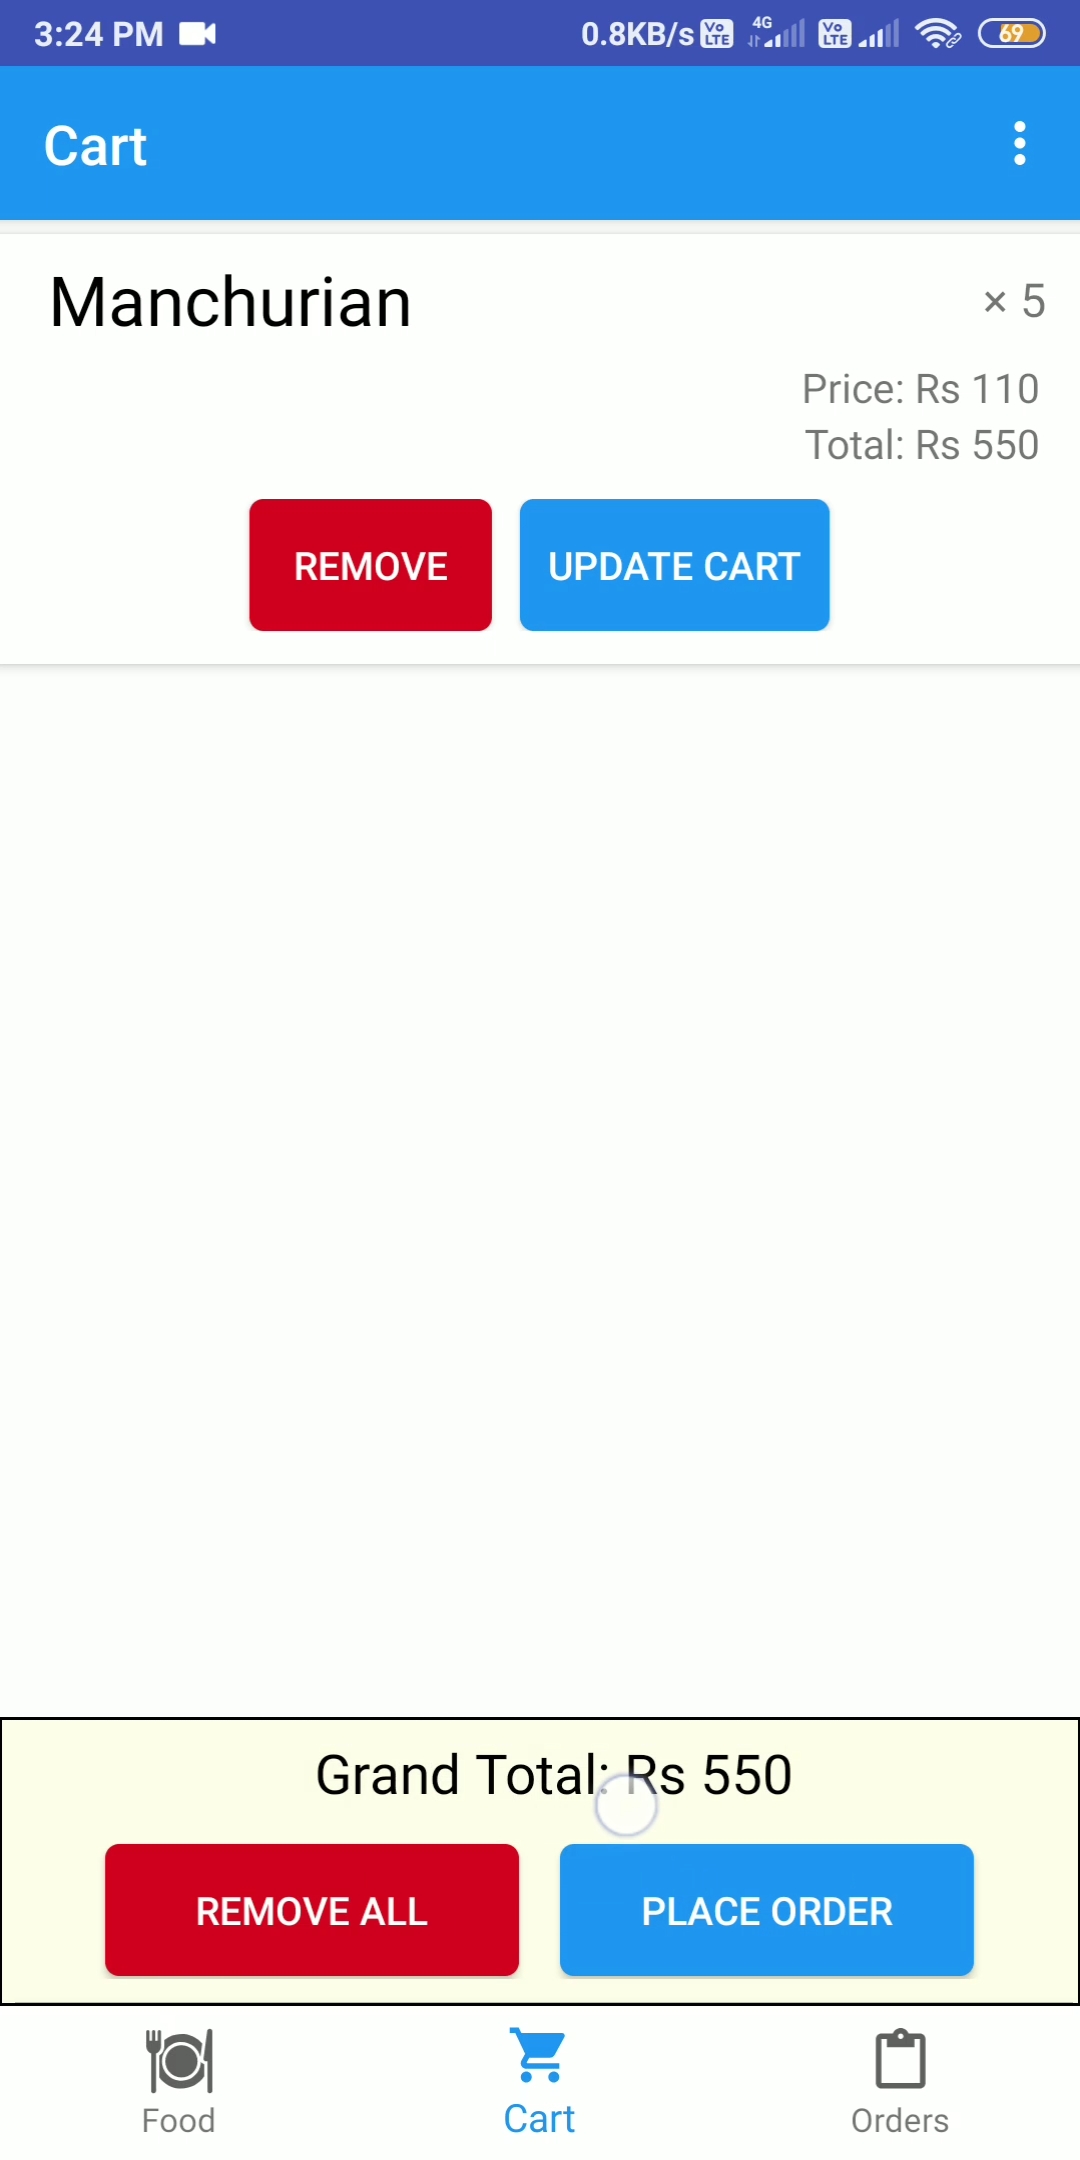 3:24 PM 0.8KB/s Vo LTE 4G Vo LTE 69
Cart
Manchurian × 5
Price: Rs 110
Total: Rs 550
REMOVE UPDATE CART
Grand Total: Rs 550
REMOVE ALL PLACE ORDER
Food Cart Orders